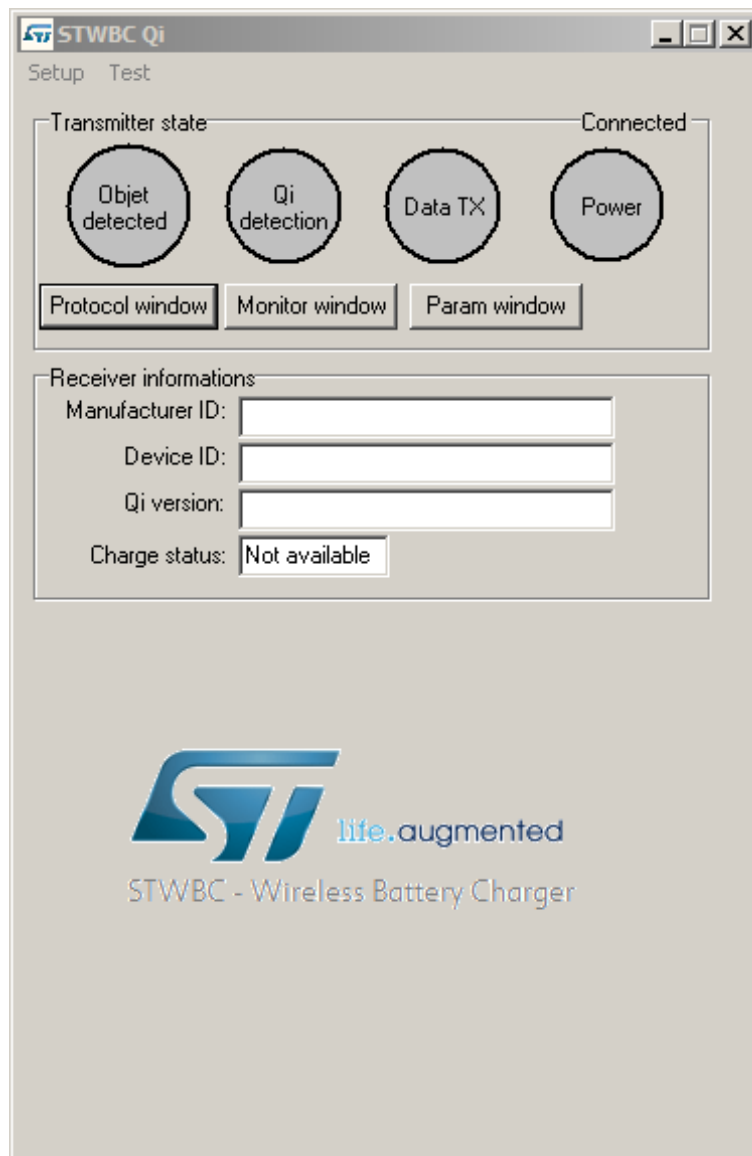 STWBC Qi
Setup Test
Transmitter state Connected
Objet
detected
Qi
detection
Data TX
Power
Protocol window Monitor window Param window
Receiver informations
Manufacturer ID:
Device ID:
Qi version:
Charge status: Not available
life.augmented
STWBC - Wireless Battery Charger